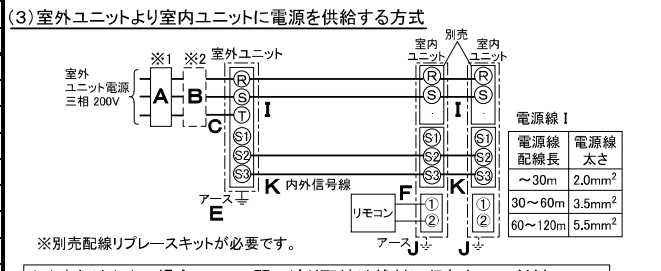 (3)室外ユニットより室内ユニットに電源を供給する方式
別売
※1 ※2 室外ユニット 室内ユニット 室内ユニット
室外
ユニット電源
三相 200V
A B C
R S T S1 S2 S3
I
R S S1 S2 S3
I
R S S1 S2 S3
K 内外信号線 K
アース
E
F
リモコン
① ②
① ②
アース J J
※別売配線リプレースキットが必要です。
電源線 I
電源線配線長 電源線太さ
～30m 2.0mm²
30～60m 3.5mm²
60～120m 5.5mm²